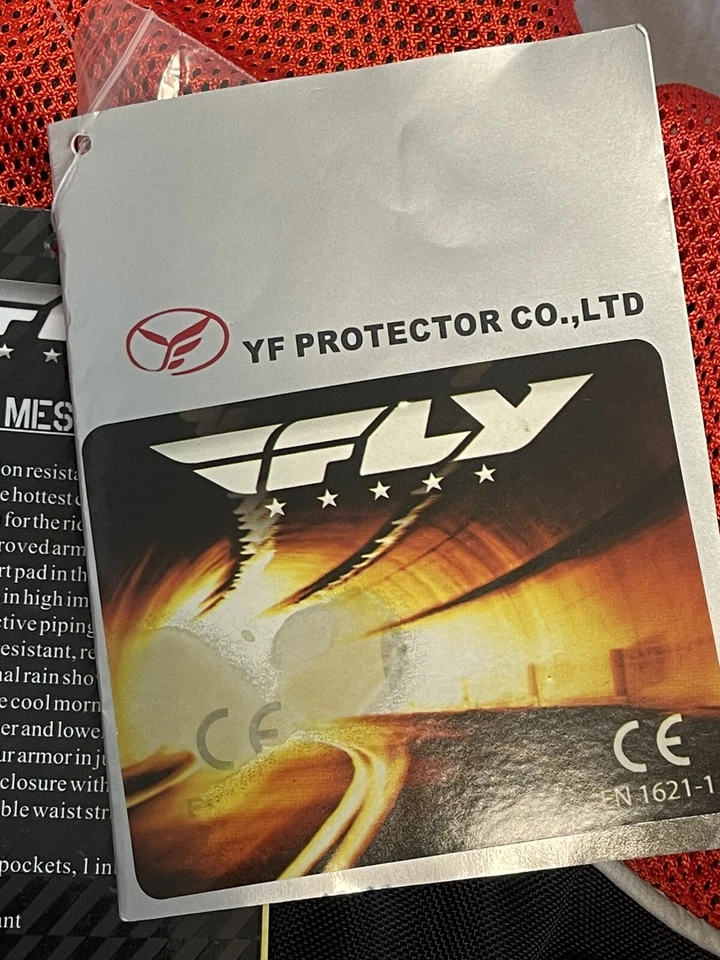 YF
YF PROTECTOR CO.,LTD
FLY
CE
CE
EN 1621-1
MES
on resista
e hottest
for the ri
roved arm
rt pad in th
in high im
ctive piping
esistant, re
nal rain sho
e cool morn
er and lowe
ur armor in j
closure with
ble waist str
pockets, 1 in
nt